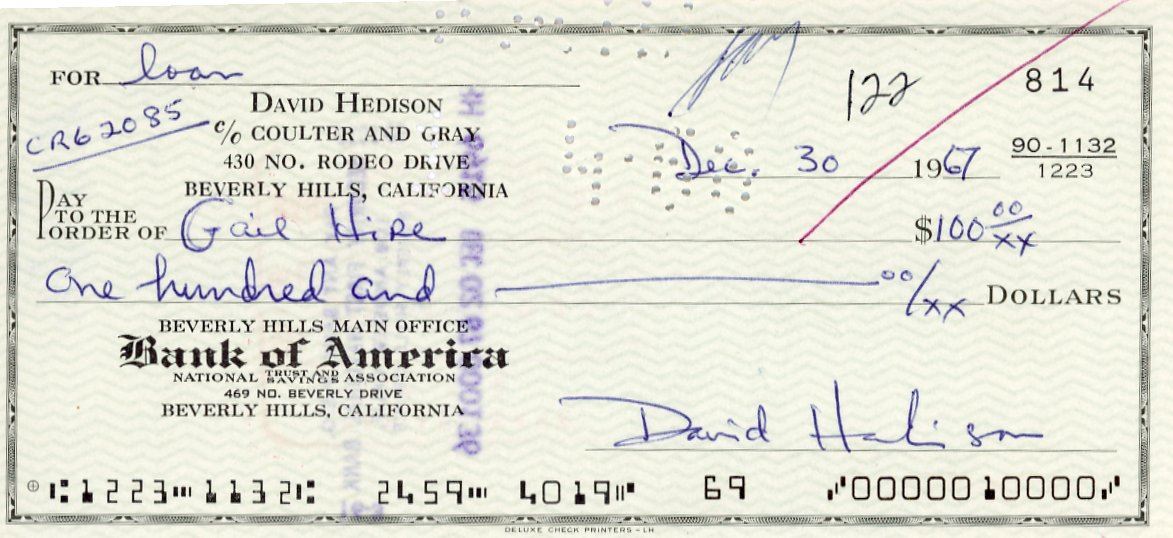 FOR loan
122
814
DAVID HEDISON
CR62085
c/o COULTER AND GRAY
430 NO. RODEO DRIVE
Dec. 30 1967
90-1132
1223
BEVERLY HILLS, CALIFORNIA
PAY TO THE ORDER OF Gail Hire $100 00/xx
One hundred and 00/xx DOLLARS
BEVERLY HILLS MAIN OFFICE
Bank of America
NATIONAL TRUST AND SAVINGS ASSOCIATION
469 NO. BEVERLY DRIVE
BEVERLY HILLS, CALIFORNIA
David Hedison
⑆1223⑉1132⑆ 2459⑉ 4019⑈ 69 ⑇0000010000⑇
DELUXE CHECK PRINTERS - LH